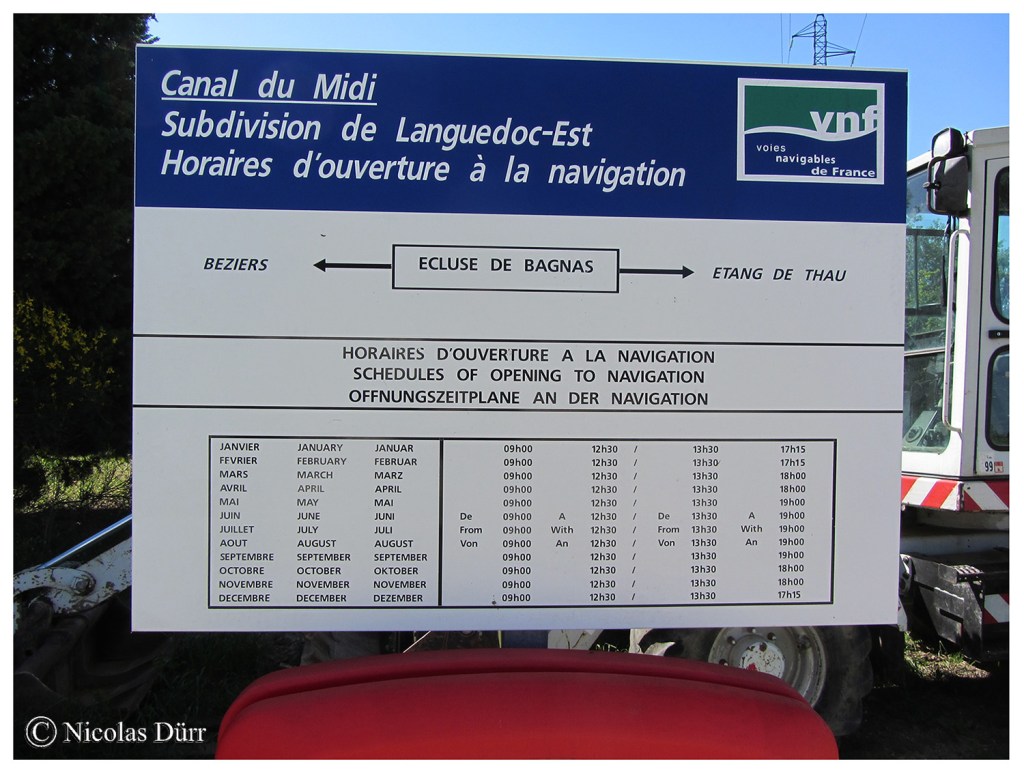 Canal du Midi
Subdivision de Languedoc-Est
Horaires d'ouverture à la navigation
vnf
voies
navigables
de France
BEZIERS ECLUSE DE BAGNAS ETANG DE THAU
HORAIRES D'OUVERTURE A LA NAVIGATION
SCHEDULES OF OPENING TO NAVIGATION
OFFNUNGSZEITPLANE AN DER NAVIGATION
JANVIER JANUARY JANUAR 09h00 12h30 / 13h30 17h15
FEVRIER FEBRUARY FEBRUAR 09h00 12h30 / 13h30 17h15
MARS MARCH MARZ 09h00 12h30 / 13h30 18h00
AVRIL APRIL APRIL 09h00 12h30 / 13h30 18h00
MAI MAY MAI 09h00 12h30 / 13h30 19h00
JUIN JUNE JUNI De 09h00 A 12h30 / De 13h30 A 19h00
JUILLET JULY JULI From 09h00 With 12h30 / From 13h30 With 19h00
AOUT AUGUST AUGUST Von 09h00 An 12h30 / Von 13h30 An 19h00
SEPTEMBRE SEPTEMBER SEPTEMBER 09h00 12h30 / 13h30 19h00
OCTOBRE OCTOBER OKTOBER 09h00 12h30 / 13h30 18h00
NOVEMBRE NOVEMBER NOVEMBER 09h00 12h30 / 13h30 18h00
DECEMBRE DECEMBER DEZEMBER 09h00 12h30 / 13h30 17h15
99
© Nicolas Dürr